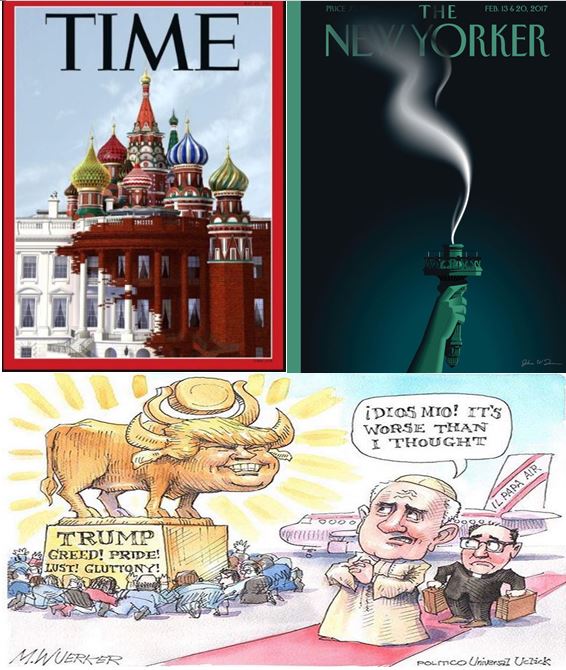 TIME
PRICE
THE
FEB. 13 & 20, 2017
NEW YORKER
¡DIOS MIO! IT'S
WORSE THAN
I THOUGHT
IL PAPA AIR
TRUMP
GREED! PRIDE!
LUST! GLUTTONY!
M.WUERKER
POLITICO Universal Uclick